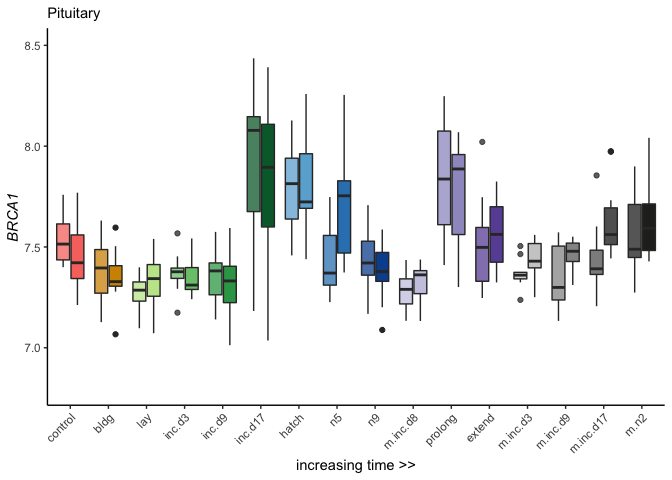 Pituitary
BRCA1
8.5
8.0
7.5
7.0
control
bldg
lay
inc.d3
inc.d9
inc.d17
hatch
n5
n9
m.inc.d8
prolong
extend
m.inc.d3
m.inc.d9
m.inc.d17
m.n2
increasing time >>